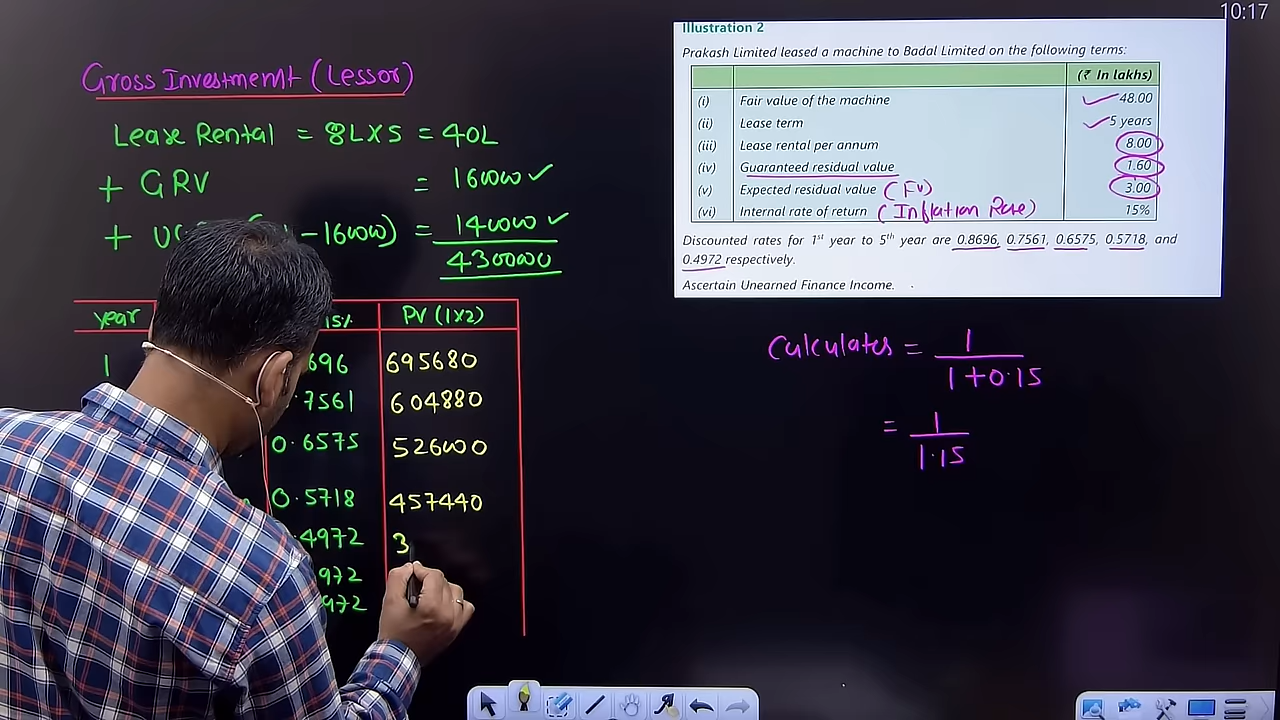 10:17
Gross Investment (Lessor)
Lease Rental = 8L×5 = 40L
+ GRV = 160000 ✓
+ -160000) = 140000 ✓
4300000
year 15% PV (1×2)
1 696 695680
7561 604880
0.6575 526000
0.5718 457440
.4972 3
972
972
Illustration 2
Prakash Limited leased a machine to Badal Limited on the following terms:
(₹ In lakhs)
(i) Fair value of the machine ✓ 48.00
(ii) Lease term ✓ 5 years
(iii) Lease rental per annum 8.00
(iv) Guaranteed residual value 1.60
(v) Expected residual value (FV) 3.00
(vi) Internal rate of return (Inflation Rate) 15%
Discounted rates for 1st year to 5th year are 0.8696, 0.7561, 0.6575, 0.5718, and
0.4972 respectively.
Ascertain Unearned Finance Income.
Calculates = 1
1+0.15
= 1
1.15